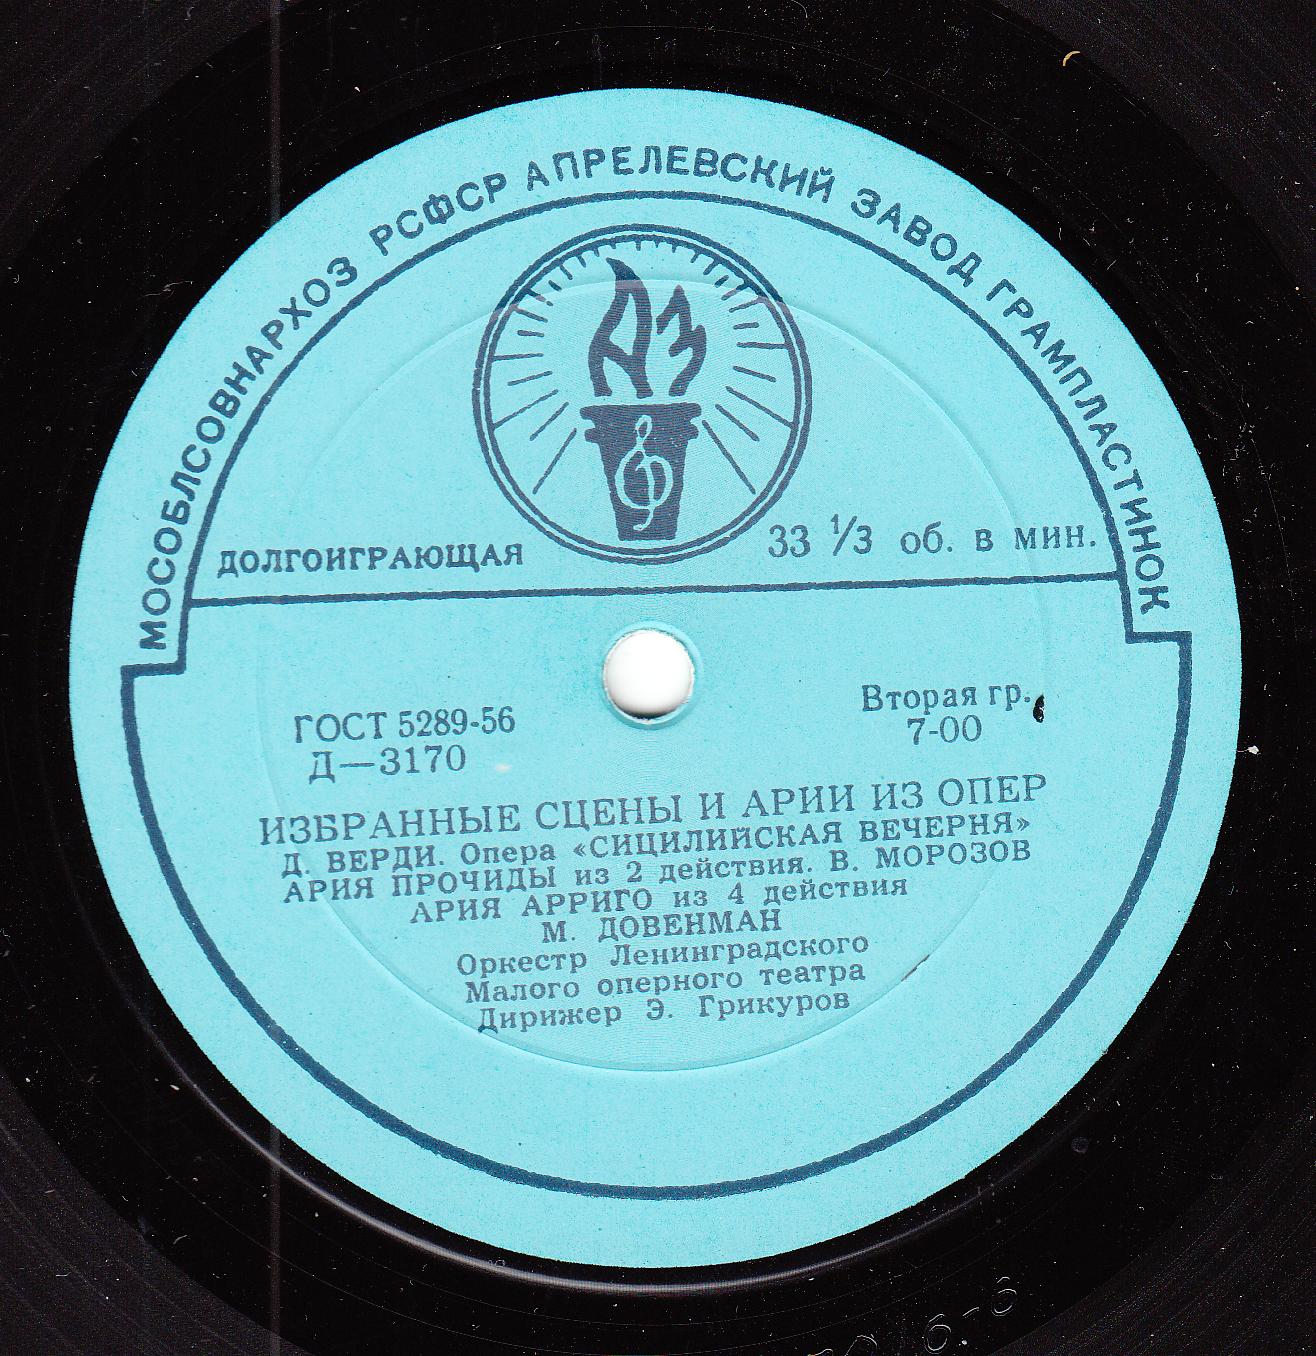 МОСОБЛСОВНАРХОЗ РСФСР АПРЕЛЕВСКИЙ ЗАВОД ГРАМПЛАСТИНОК
АЗ
ДОЛГОИГРАЮЩАЯ
33 1/3 об. в мин.
ГОСТ 5289-56
Д—3170
Вторая гр.
7-00
ИЗБРАННЫЕ СЦЕНЫ И АРИИ ИЗ ОПЕР
Д. ВЕРДИ. Опера «СИЦИЛИЙСКАЯ ВЕЧЕРНЯ»
АРИЯ ПРОЧИДЫ из 2 действия. В. МОРОЗОВ
АРИЯ АРРИГО из 4 действия
М. ДОВЕНМАН
Оркестр Ленинградского
Малого оперного театра
Дирижер Э. Грикуров